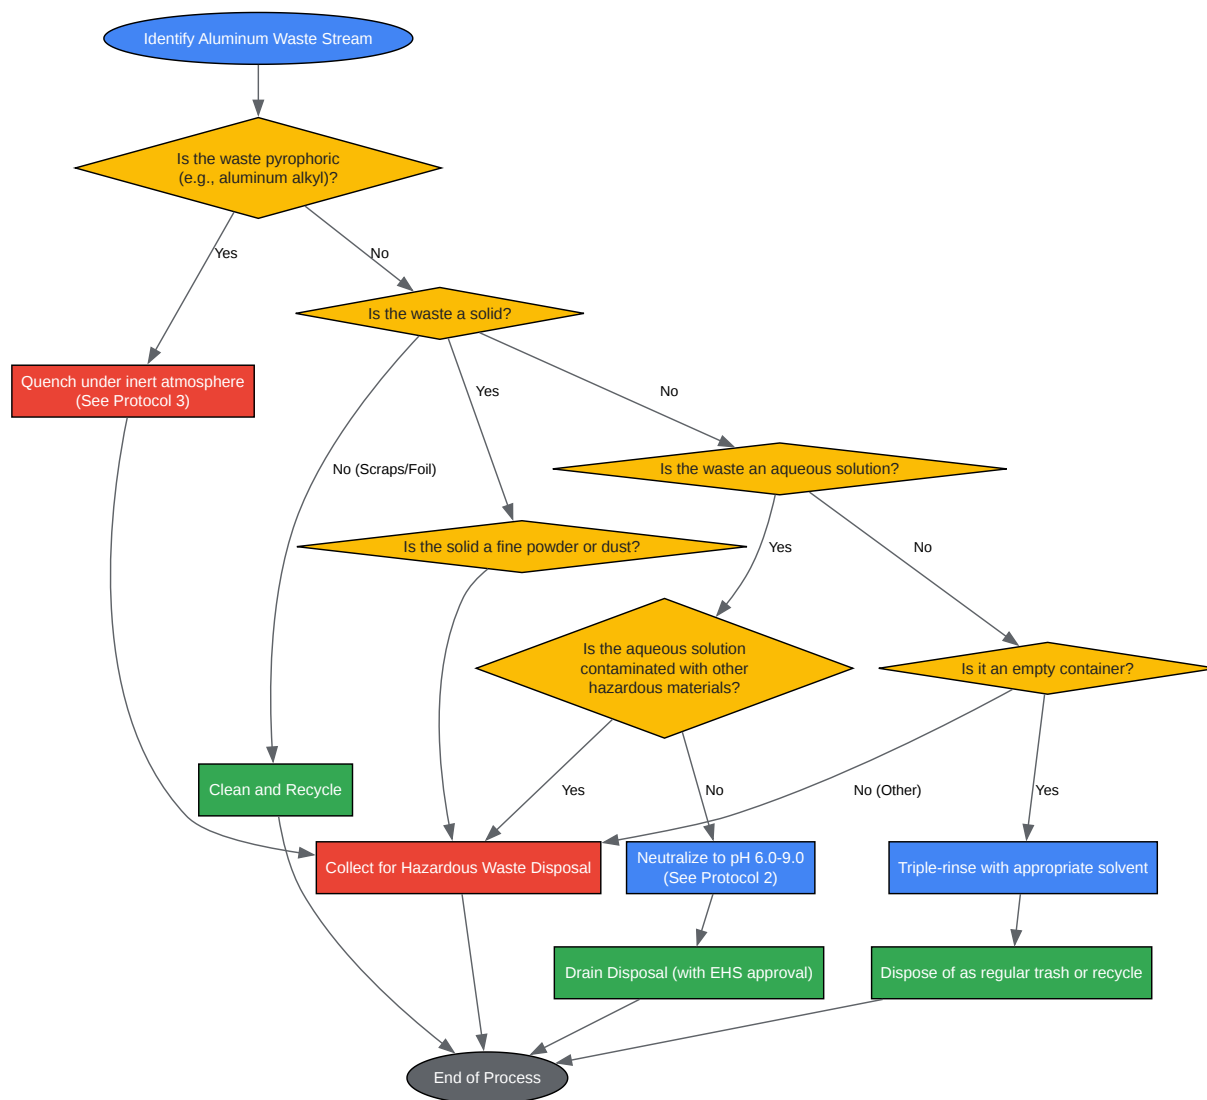 Identify Aluminum Waste Stream
Is the waste pyrophoric
(e.g., aluminum alkyl)?
Yes
No
Is the waste a solid?
Quench under inert atmosphere
(See Protocol 3)
Yes
No
No (Scraps/Foil)
Is the waste an aqueous solution?
Is the solid a fine powder or dust?
Yes
No
Is the aqueous solution
contaminated with other
hazardous materials?
Is it an empty container?
Clean and Recycle
Yes
No
No (Other)
Yes
Collect for Hazardous Waste Disposal
Neutralize to pH 6.0-9.0
(See Protocol 2)
Triple-rinse with appropriate solvent
Drain Disposal (with EHS approval)
Dispose of as regular trash or recycle
End of Process